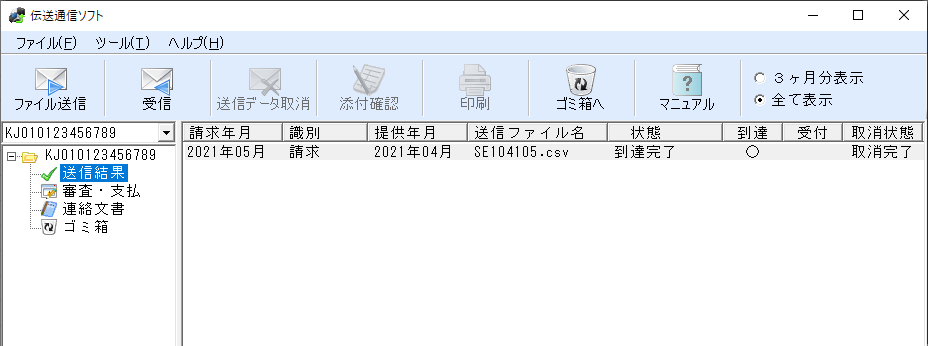 伝送通信ソフト
ファイル(F) ツール(T) ヘルプ(H)
ファイル送信 受信 送信データ取消 添付確認 印刷 ゴミ箱へ マニュアル
３ヶ月分表示
全て表示
KJ010123456789
請求年月 識別 提供年月 送信ファイル名 状態 到達 受付 取消状態
2021年05月 請求 2021年04月 SE104105.csv 到達完了 ○ 取消完了
KJ010123456789
送信結果
審査・支払
連絡文書
ゴミ箱